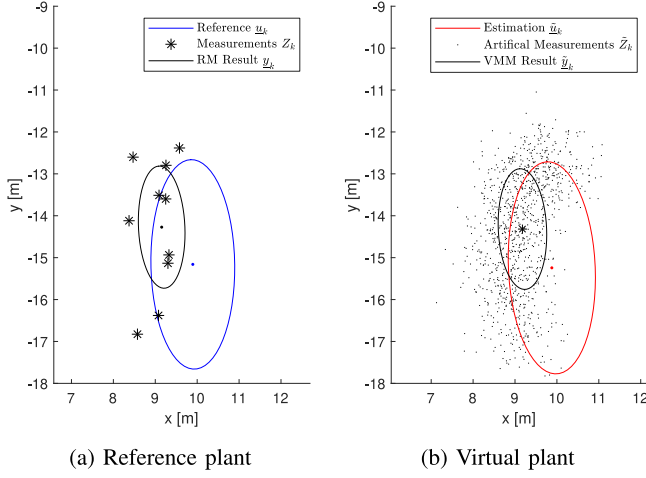 Reference u_k
Measurements Z_k
RM Result y_k
-9
-10
-11
-12
-13
-14
-15
-16
-17
-18
y [m]
7 8 9 10 11 12
x [m]
(a) Reference plant
Estimation ũ_k
Artifical Measurements Z̃_k
VMM Result ỹ_k
-9
-10
-11
-12
-13
-14
-15
-16
-17
-18
y [m]
7 8 9 10 11 12
x [m]
(b) Virtual plant